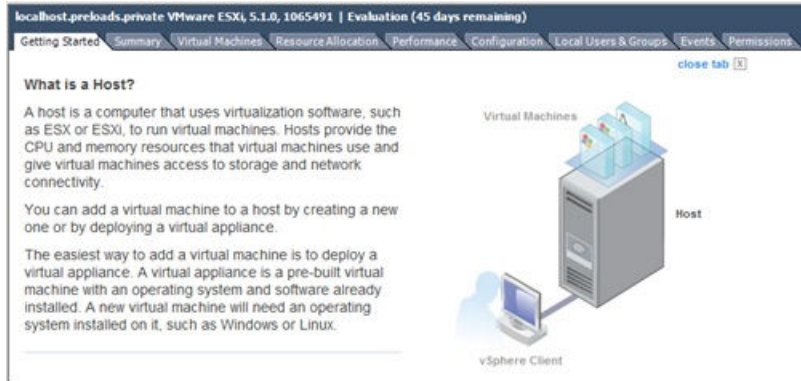 localhost.preloads.private VMware ESXi, 5.1.0, 1065491 | Evaluation (45 days remaining)
Getting Started Summary Virtual Machines Resource Allocation Performance Configuration Local Users & Groups Events Permissions
close tab X
What is a Host?
A host is a computer that uses virtualization software, such
as ESX or ESXi, to run virtual machines. Hosts provide the
CPU and memory resources that virtual machines use and
give virtual machines access to storage and network
connectivity.
You can add a virtual machine to a host by creating a new
one or by deploying a virtual appliance.
The easiest way to add a virtual machine is to deploy a
virtual appliance. A virtual appliance is a pre-built virtual
machine with an operating system and software already
installed. A new virtual machine will need an operating
system installed on it, such as Windows or Linux.
Virtual Machines
Host
vSphere Client